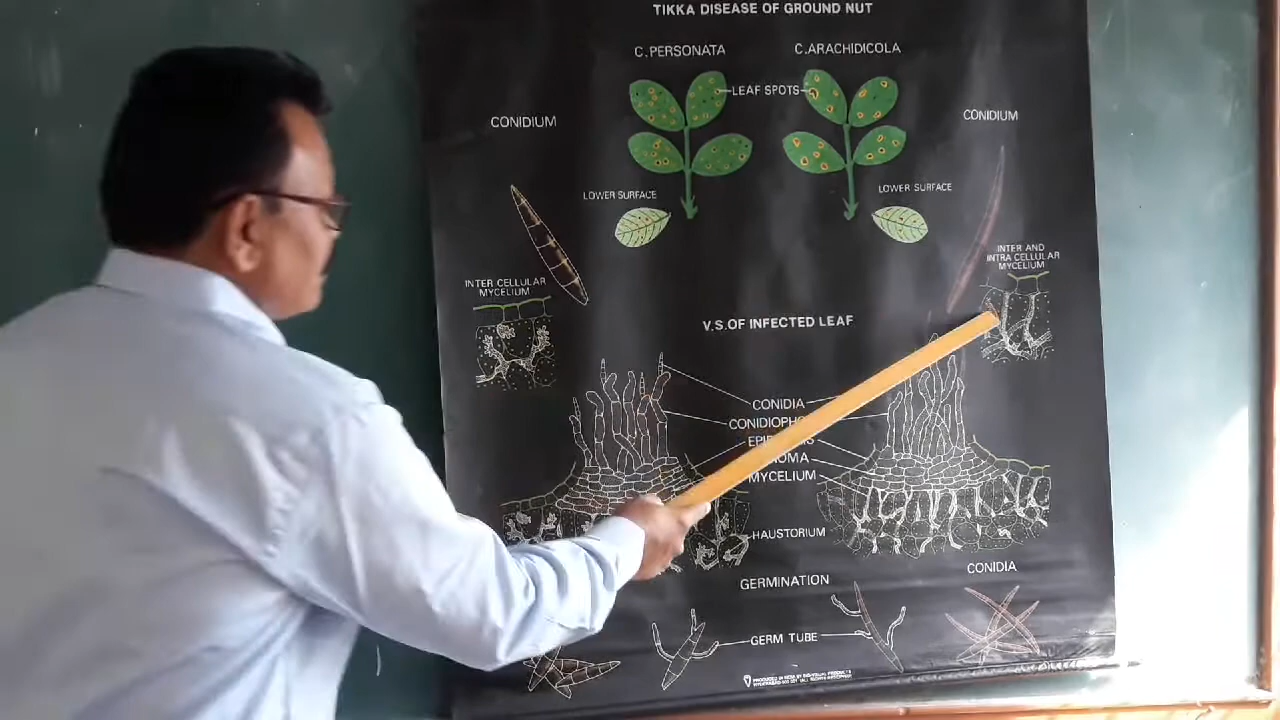 TIKKA DISEASE OF GROUND NUT
C.PERSONATA
C.ARACHIDICOLA
LEAF SPOTS
CONIDIUM
CONIDIUM
LOWER SURFACE
LOWER SURFACE
INTER CELLULAR
MYCELIUM
INTER AND
INTRA CELLULAR
MYCELIUM
V.S.OF INFECTED LEAF
CONIDIA
MYCELIUM
HAUSTORIUM
GERMINATION
CONIDIA
GERM TUBE